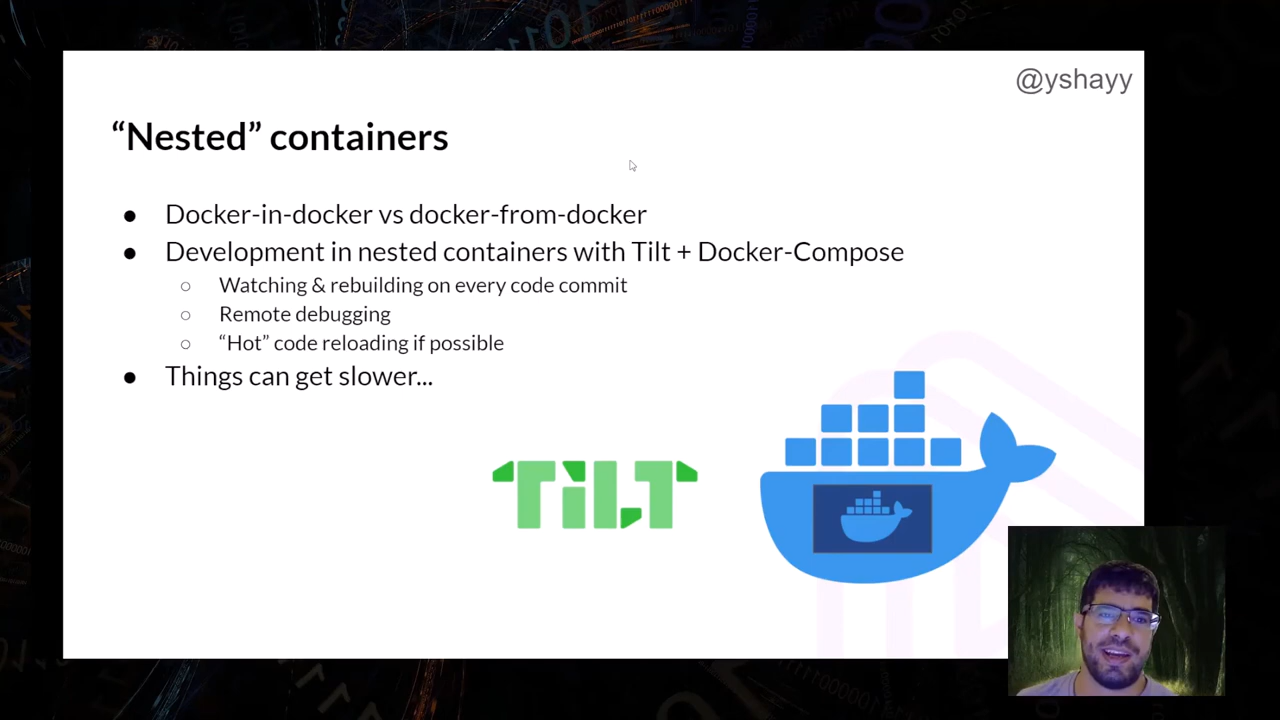 @yshayy
“Nested” containers
● Docker-in-docker vs docker-from-docker
● Development in nested containers with Tilt + Docker-Compose
○ Watching & rebuilding on every code commit
○ Remote debugging
○ “Hot” code reloading if possible
● Things can get slower...
TiLT